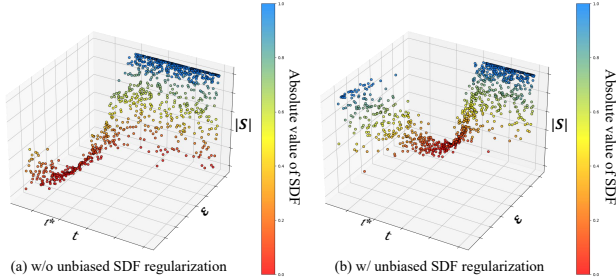 1.0
0.8
0.6
0.4
0.2
0.0
Absolute value of SDF
|S|
ε
t*
t
(a) w/o unbiased SDF regularization
1.0
0.8
0.6
0.4
0.2
0.0
Absolute value of SDF
|S|
ε
t*
t
(b) w/ unbiased SDF regularization